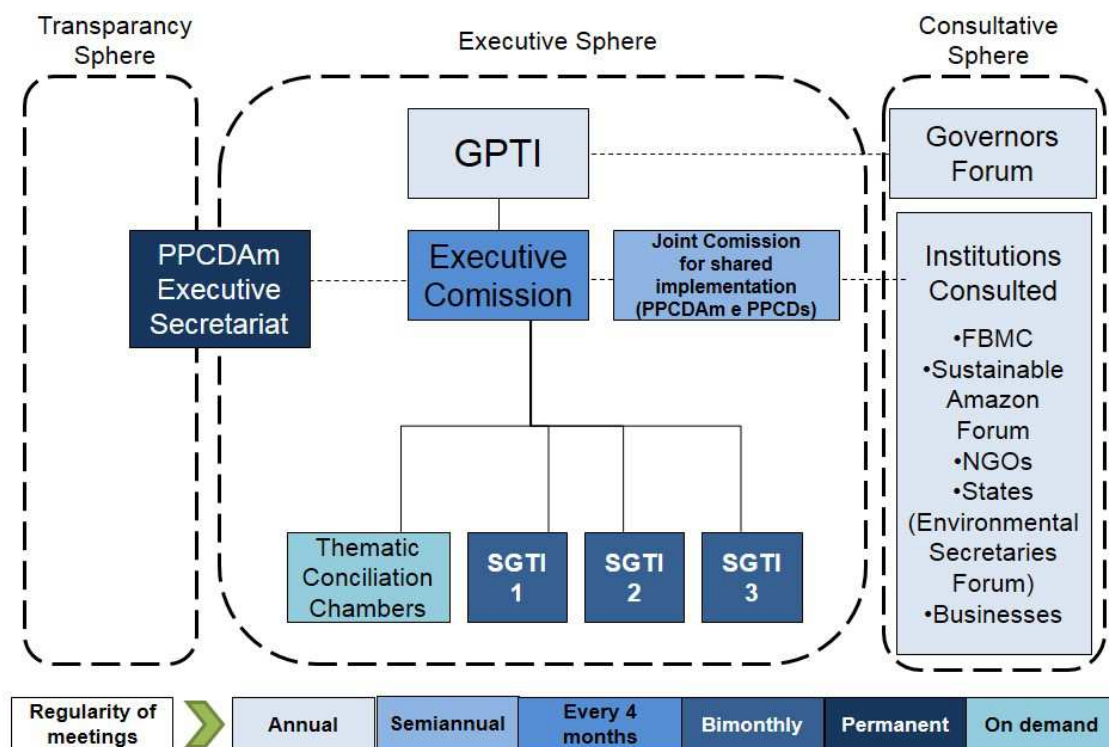 Transparancy
Sphere
Executive Sphere
Consultative
Sphere
GPTI
Governors
Forum
PPCDAm
Executive
Secretariat
Executive
Comission
Joint Comission
for shared
implementation
(PPCDAm e PPCDs)
Institutions
Consulted
•FBMC
•Sustainable
Amazon
Forum
•NGOs
•States
(Environmental
Secretaries
Forum)
•Businesses
Thematic
Conciliation
Chambers
SGTI
1
SGTI
2
SGTI
3
Regularity of
meetings
Annual
Semiannual
Every 4
months
Bimonthly
Permanent
On demand